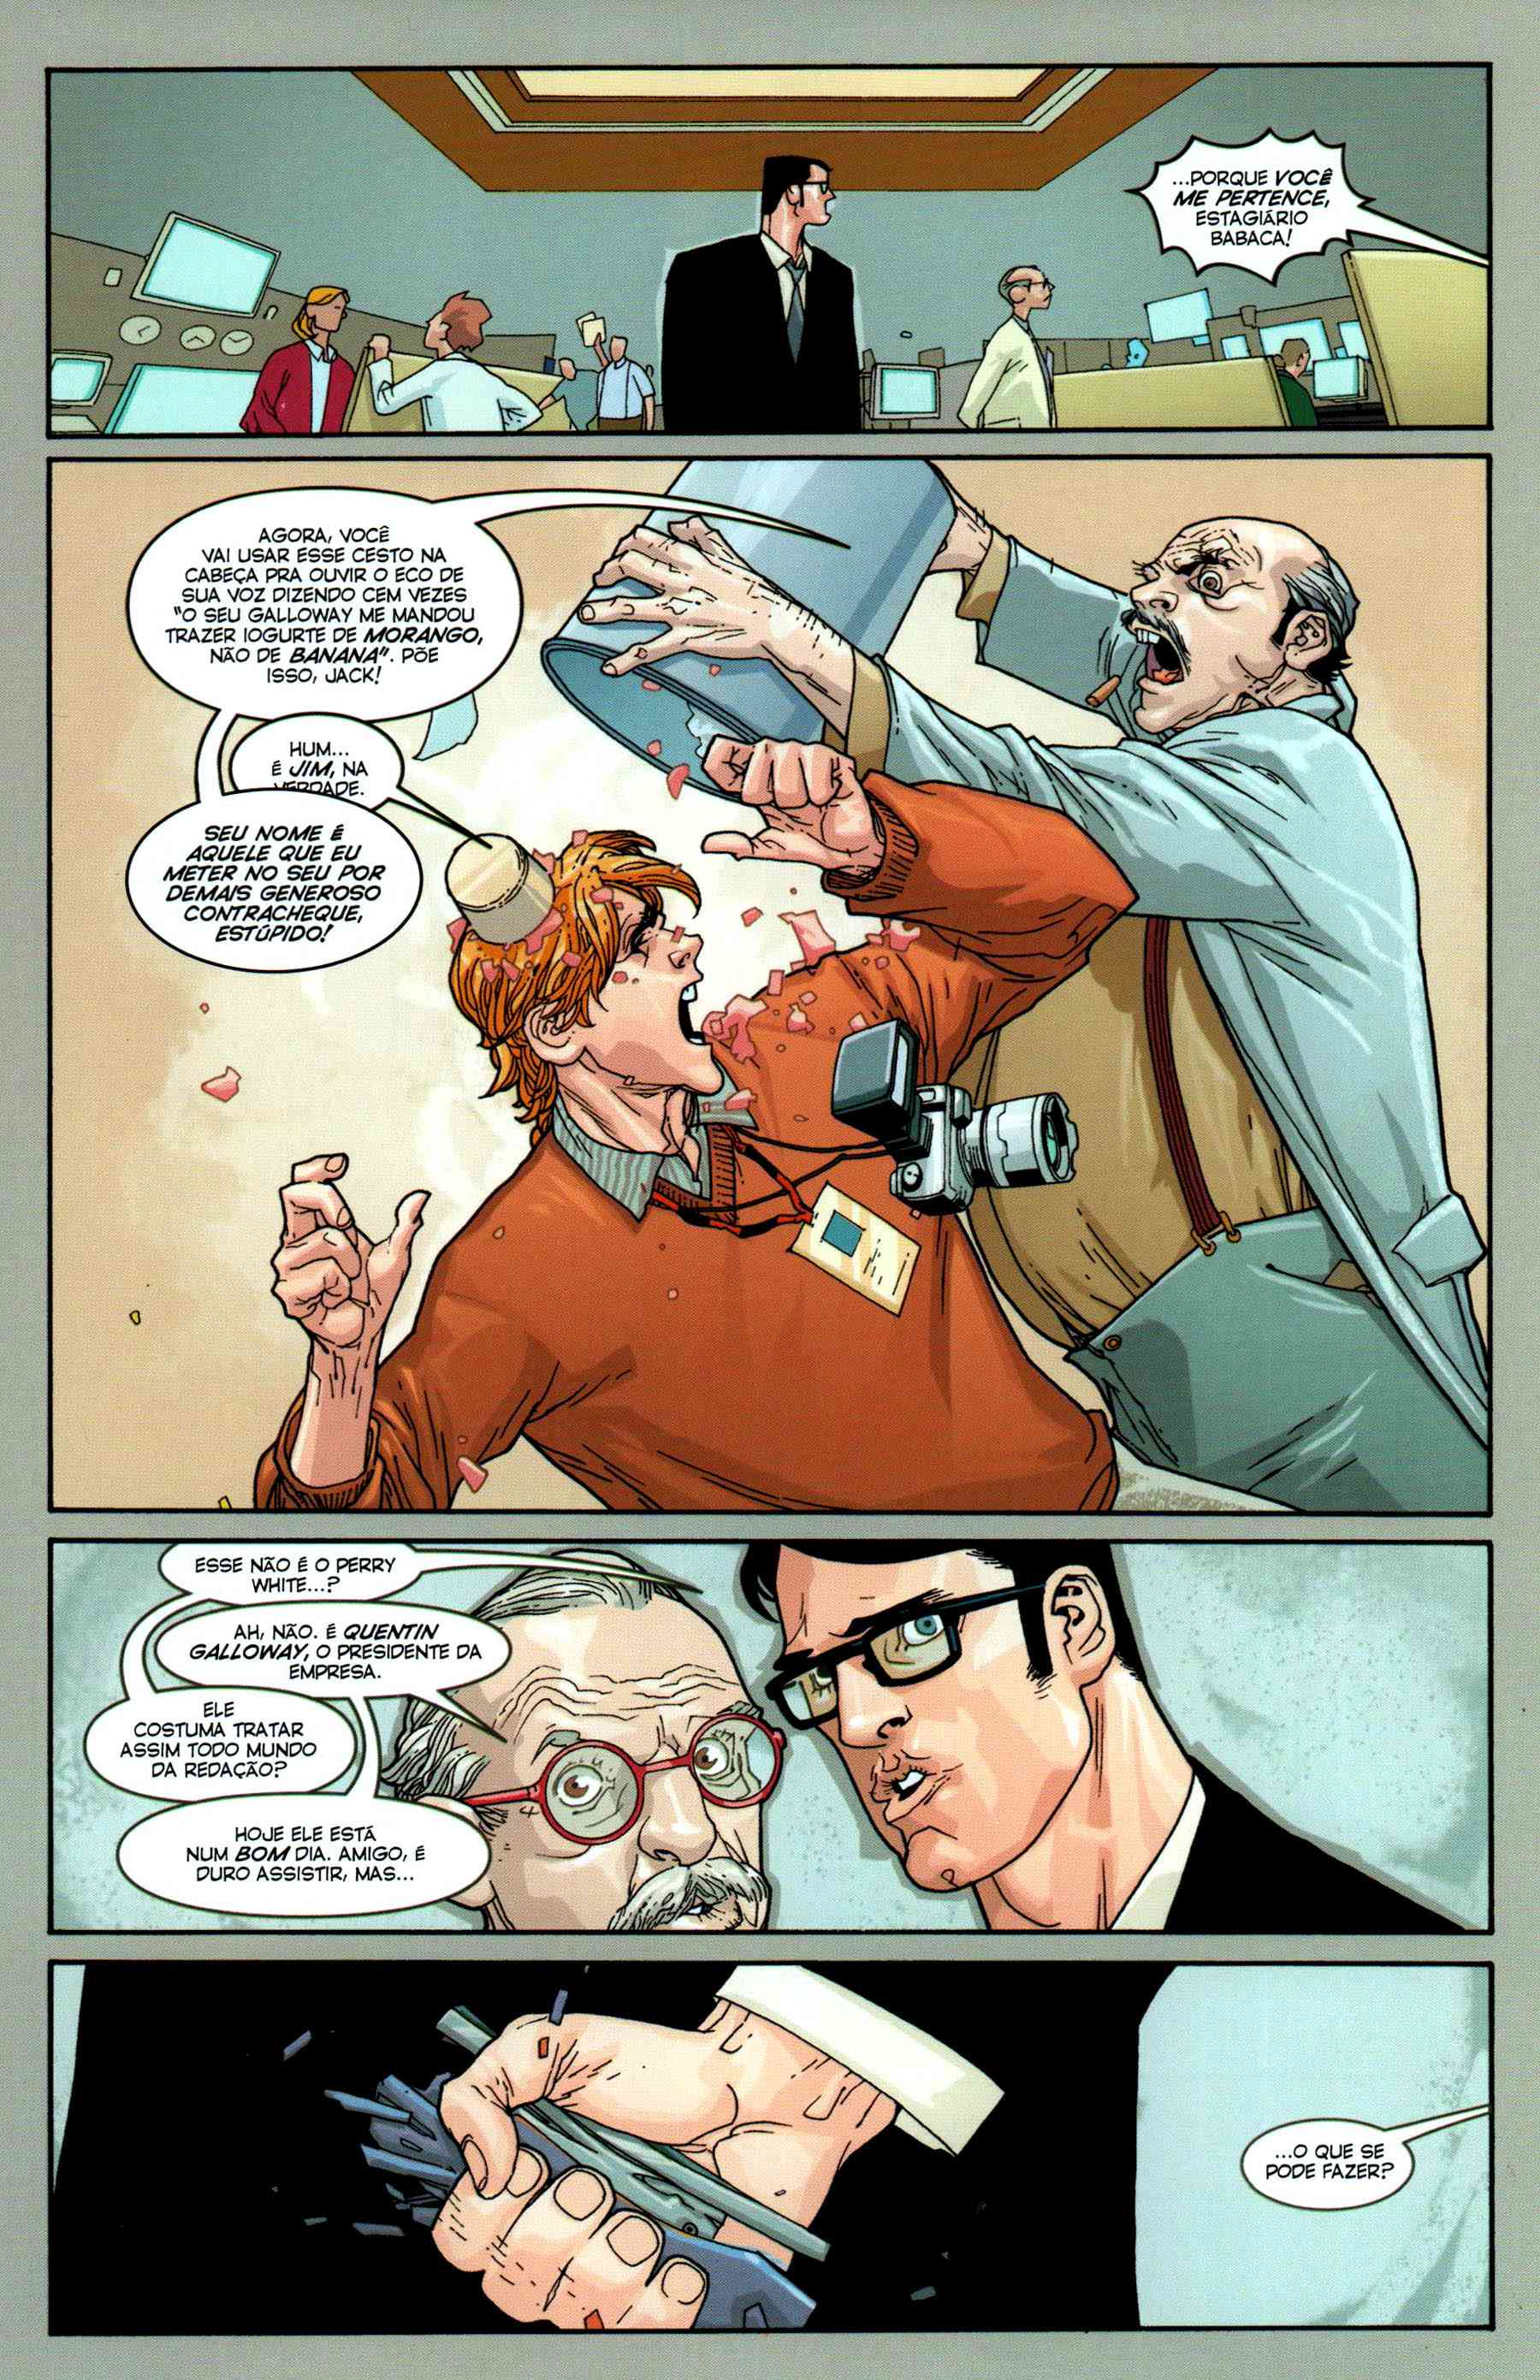 ...PORQUE VOCÊ
ME PERTENCE,
ESTAGIÁRIO
BABACA!
AGORA, VOCÊ
VAI USAR ESSE CESTO NA
CABEÇA PRA OUVIR O ECO DE
SUA VOZ DIZENDO CEM VEZES
"O SEU GALLOWAY ME MANDOU
TRAZER IOGURTE DE MORANGO,
NÃO DE BANANA". PÕE
ISSO, JACK!
HUM...
É JIM, NA
VERDADE.
SEU NOME É
AQUELE QUE EU
METER NO SEU POR
DEMAIS GENEROSO
CONTRACHEQUE,
ESTÚPIDO!
ESSE NÃO É O PERRY
WHITE...?
AH, NÃO. É QUENTIN
GALLOWAY, O PRESIDENTE DA
EMPRESA.
ELE
COSTUMA TRATAR
ASSIM TODO MUNDO
DA REDAÇÃO?
HOJE ELE ESTÁ
NUM BOM DIA. AMIGO, É
DURO ASSISTIR, MAS...
...O QUE SE
PODE FAZER?